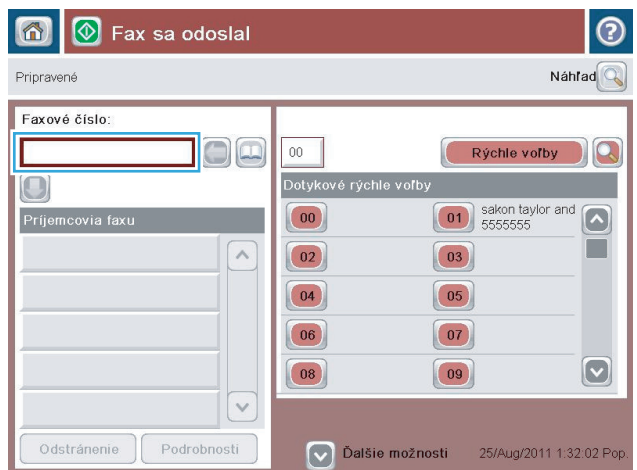 Fax sa odoslal
Pripravené
Náhľad
Faxové číslo:
00
Rýchle voľby
Dotykové rýchle voľby
Príjemcovia faxu
00
01
sakon taylor and
5555555
02
03
04
05
06
07
08
09
Odstránenie
Podrobnosti
Ďalšie možnosti
25/Aug/2011 1:32:02 Pop.